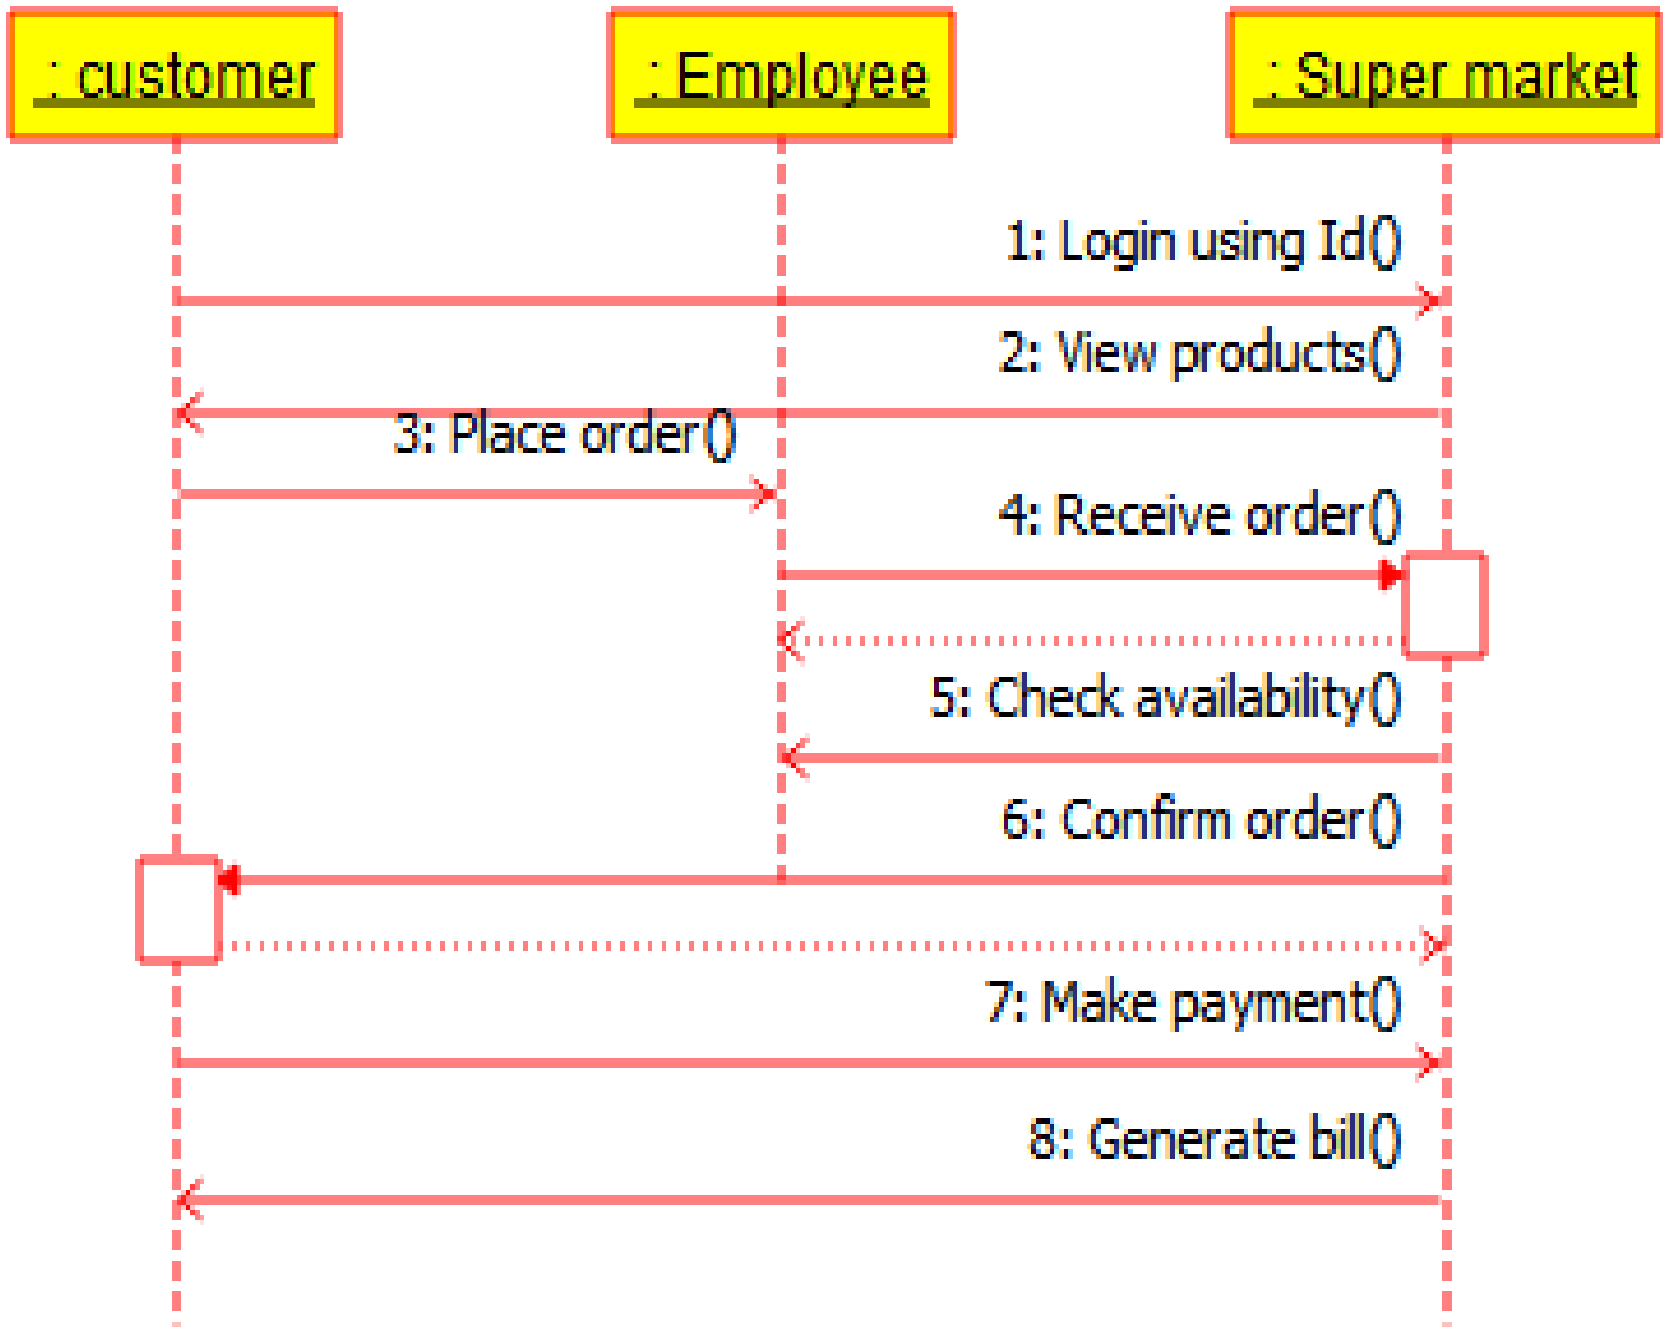 : customer
: Employee
: Super market
1: Login using Id()
2: View products()
3: Place order()
4: Receive order()
5: Check availability()
6: Confirm order()
7: Make payment()
8: Generate bill()